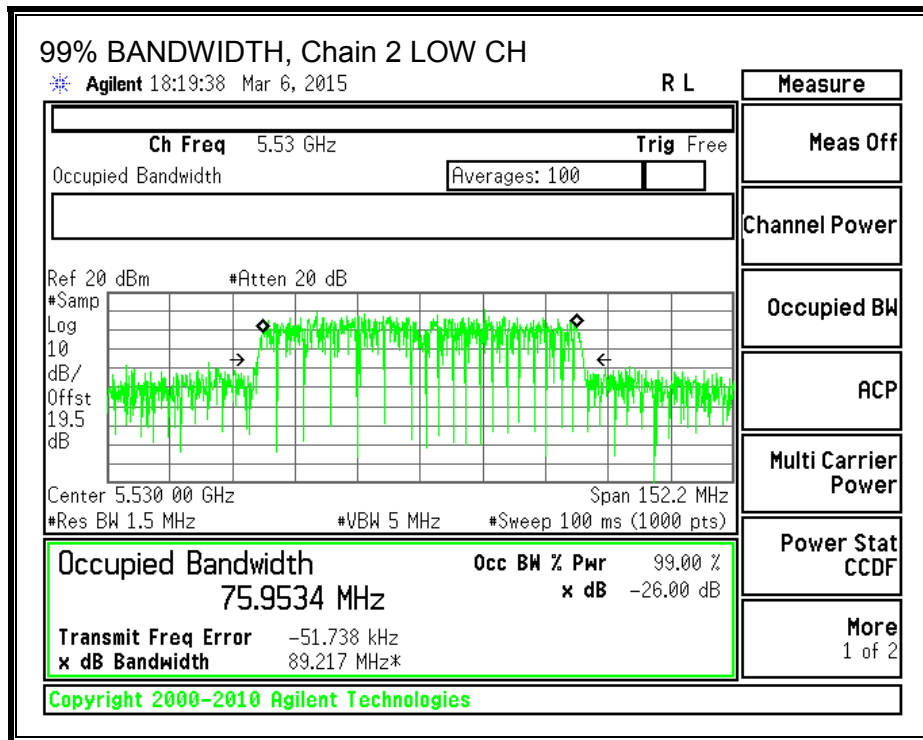 99% BANDWIDTH, Chain 2 LOW CH
Agilent 18:19:38 Mar 6, 2015 R L
Measure
Ch Freq 5.53 GHz Trig Free
Occupied Bandwidth Averages: 100
Meas Off
Channel Power
Occupied BW
ACP
Multi Carrier
Power
Power Stat
CCDF
More
1 of 2
Ref 20 dBm #Atten 20 dB
#Samp
Log
10
dB/
Offst
19.5
dB
Center 5.530 00 GHz Span 152.2 MHz
#Res BW 1.5 MHz #VBW 5 MHz #Sweep 100 ms (1000 pts)
Occupied Bandwidth Occ BW % Pwr 99.00 %
75.9534 MHz x dB -26.00 dB
Transmit Freq Error -51.738 kHz
x dB Bandwidth 89.217 MHz*
Copyright 2000-2010 Agilent Technologies